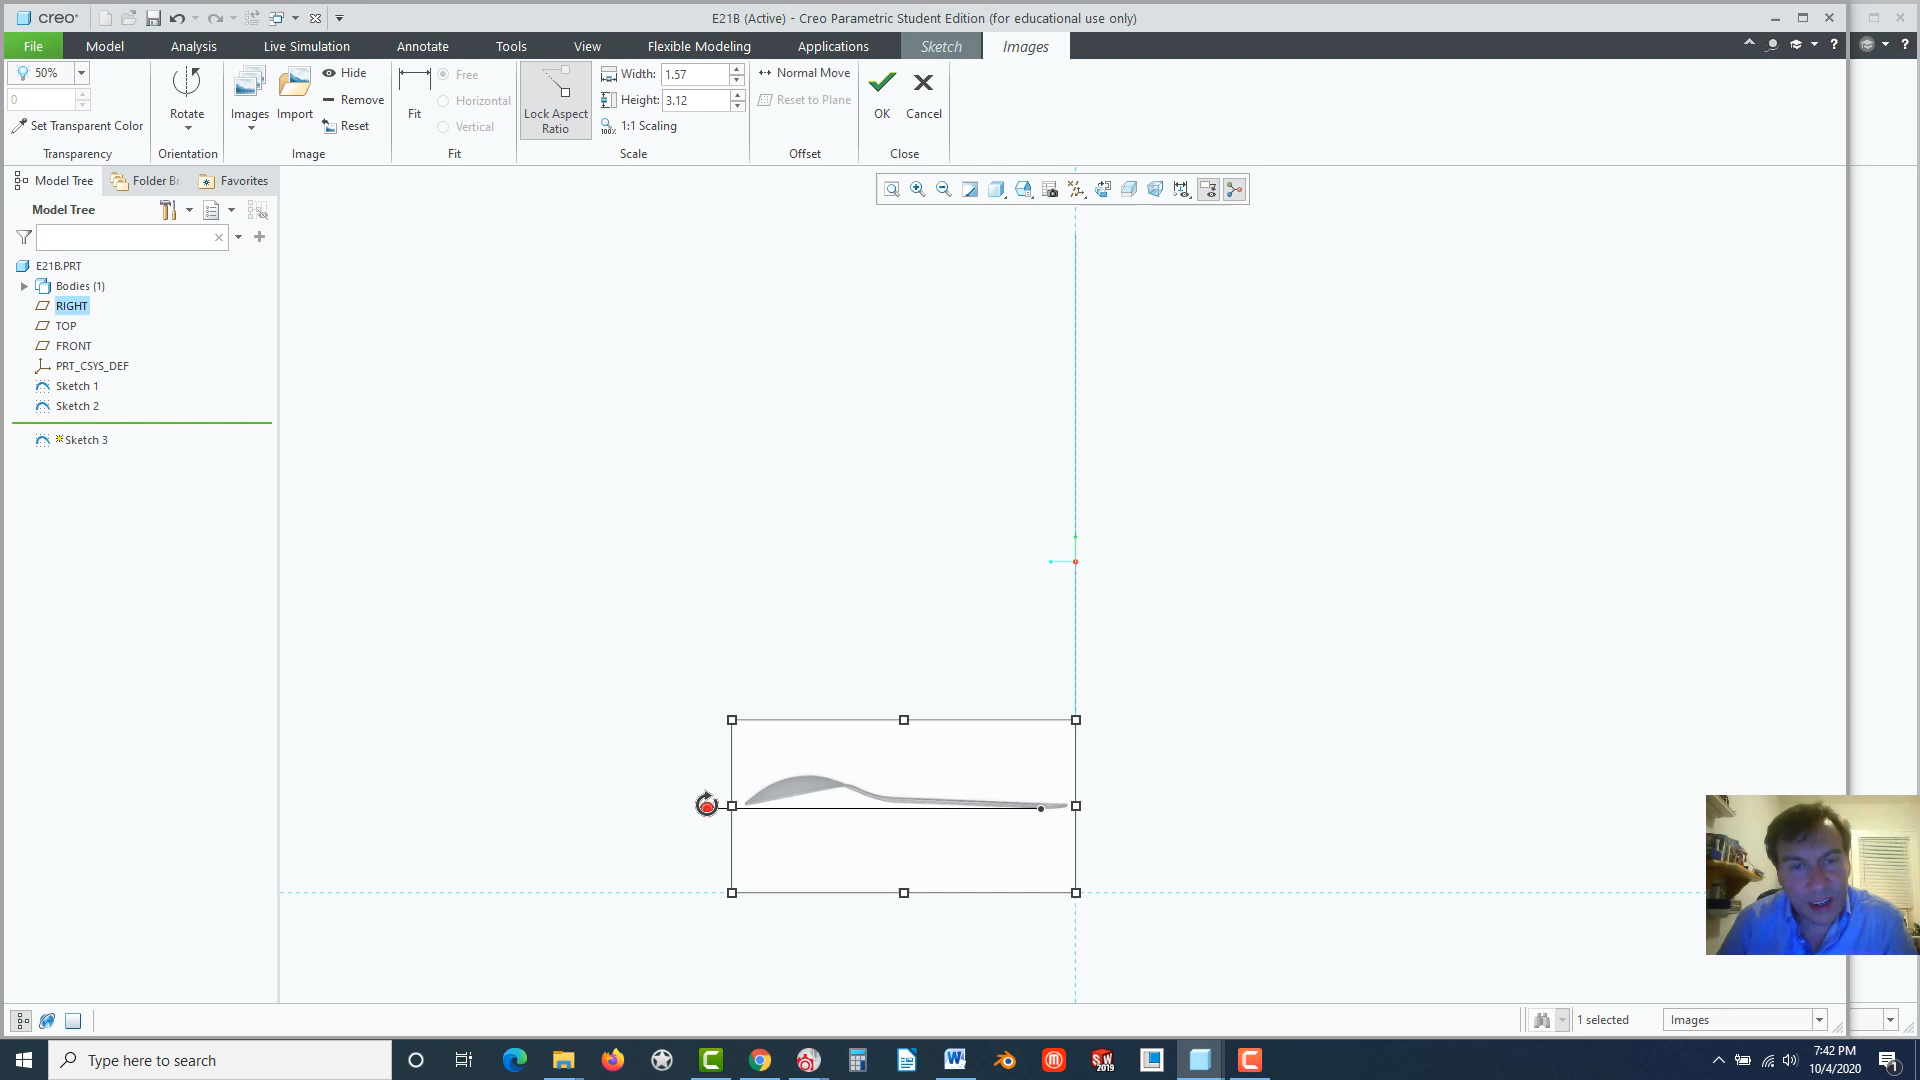 creo
E21B (Active) - Creo Parametric Student Edition (for educational use only)
File
Model
Analysis
Live Simulation
Annotate
Tools
View
Flexible Modeling
Applications
Sketch
Images
50%
0
Set Transparent Color
Transparency
Rotate
Orientation
Images
Import
Hide
Remove
Reset
Image
Fit
Free
Horizontal
Vertical
Fit
Lock Aspect
Ratio
Width:
1.57
Height:
3.12
100%
1:1 Scaling
Scale
Normal Move
Reset to Plane
Offset
OK
Cancel
Close
Model Tree
Folder Br
Favorites
Model Tree
E21B.PRT
Bodies (1)
RIGHT
TOP
FRONT
PRT_CSYS_DEF
Sketch 1
Sketch 2
Sketch 3
1 selected
Images
Type here to search
SW
2019
7:42 PM
10/4/2020
1